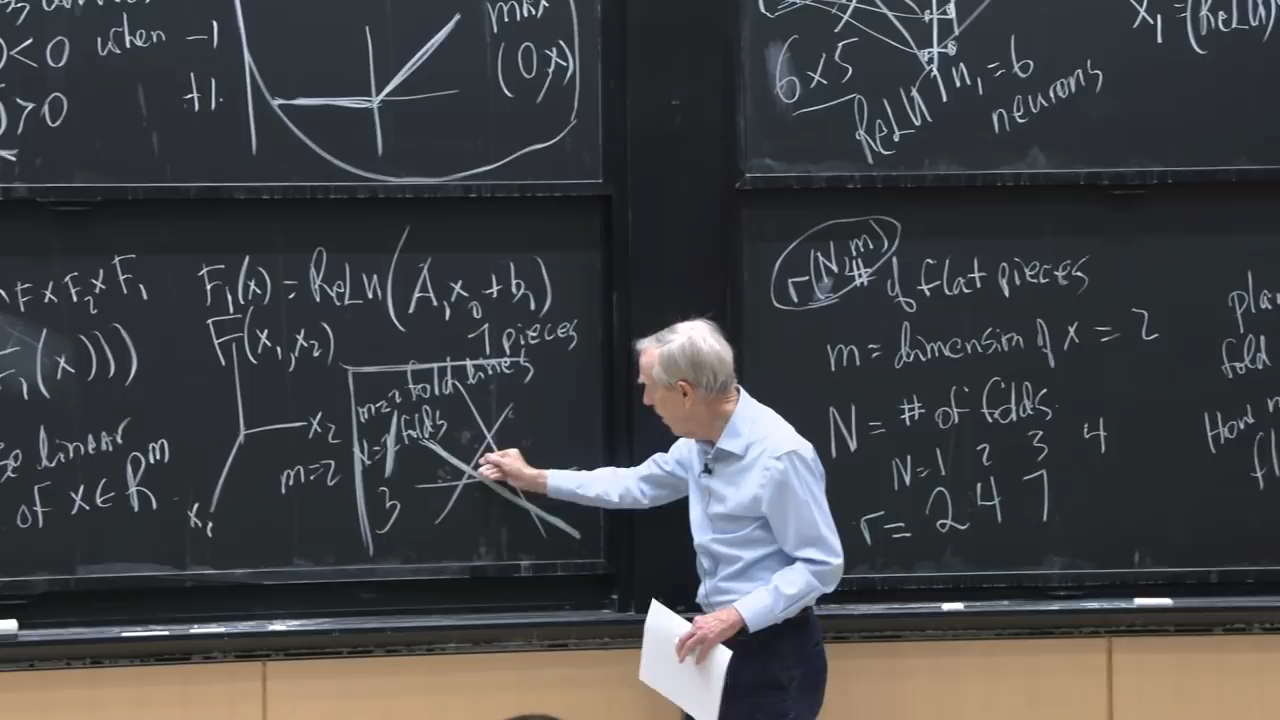 <0 when -1
>0 +1
max
(0,x)
6x5
ReLU n₁=6
neurons
X₁=(ReLU)
F x F₂ x F₁
F₁(x))))
linear
of x ∈ R^m
F₁(x) = ReLU(A₁x₀+b₁)
F(x₁,x₂)
7 pieces
x₂
m=2
x₁
m=2 fold lines
folds
3
r(N,m)
# of flat pieces
m = dimension of x = 2
N = # of folds
N=1 2 3 4
r= 2 4 7
fold
How